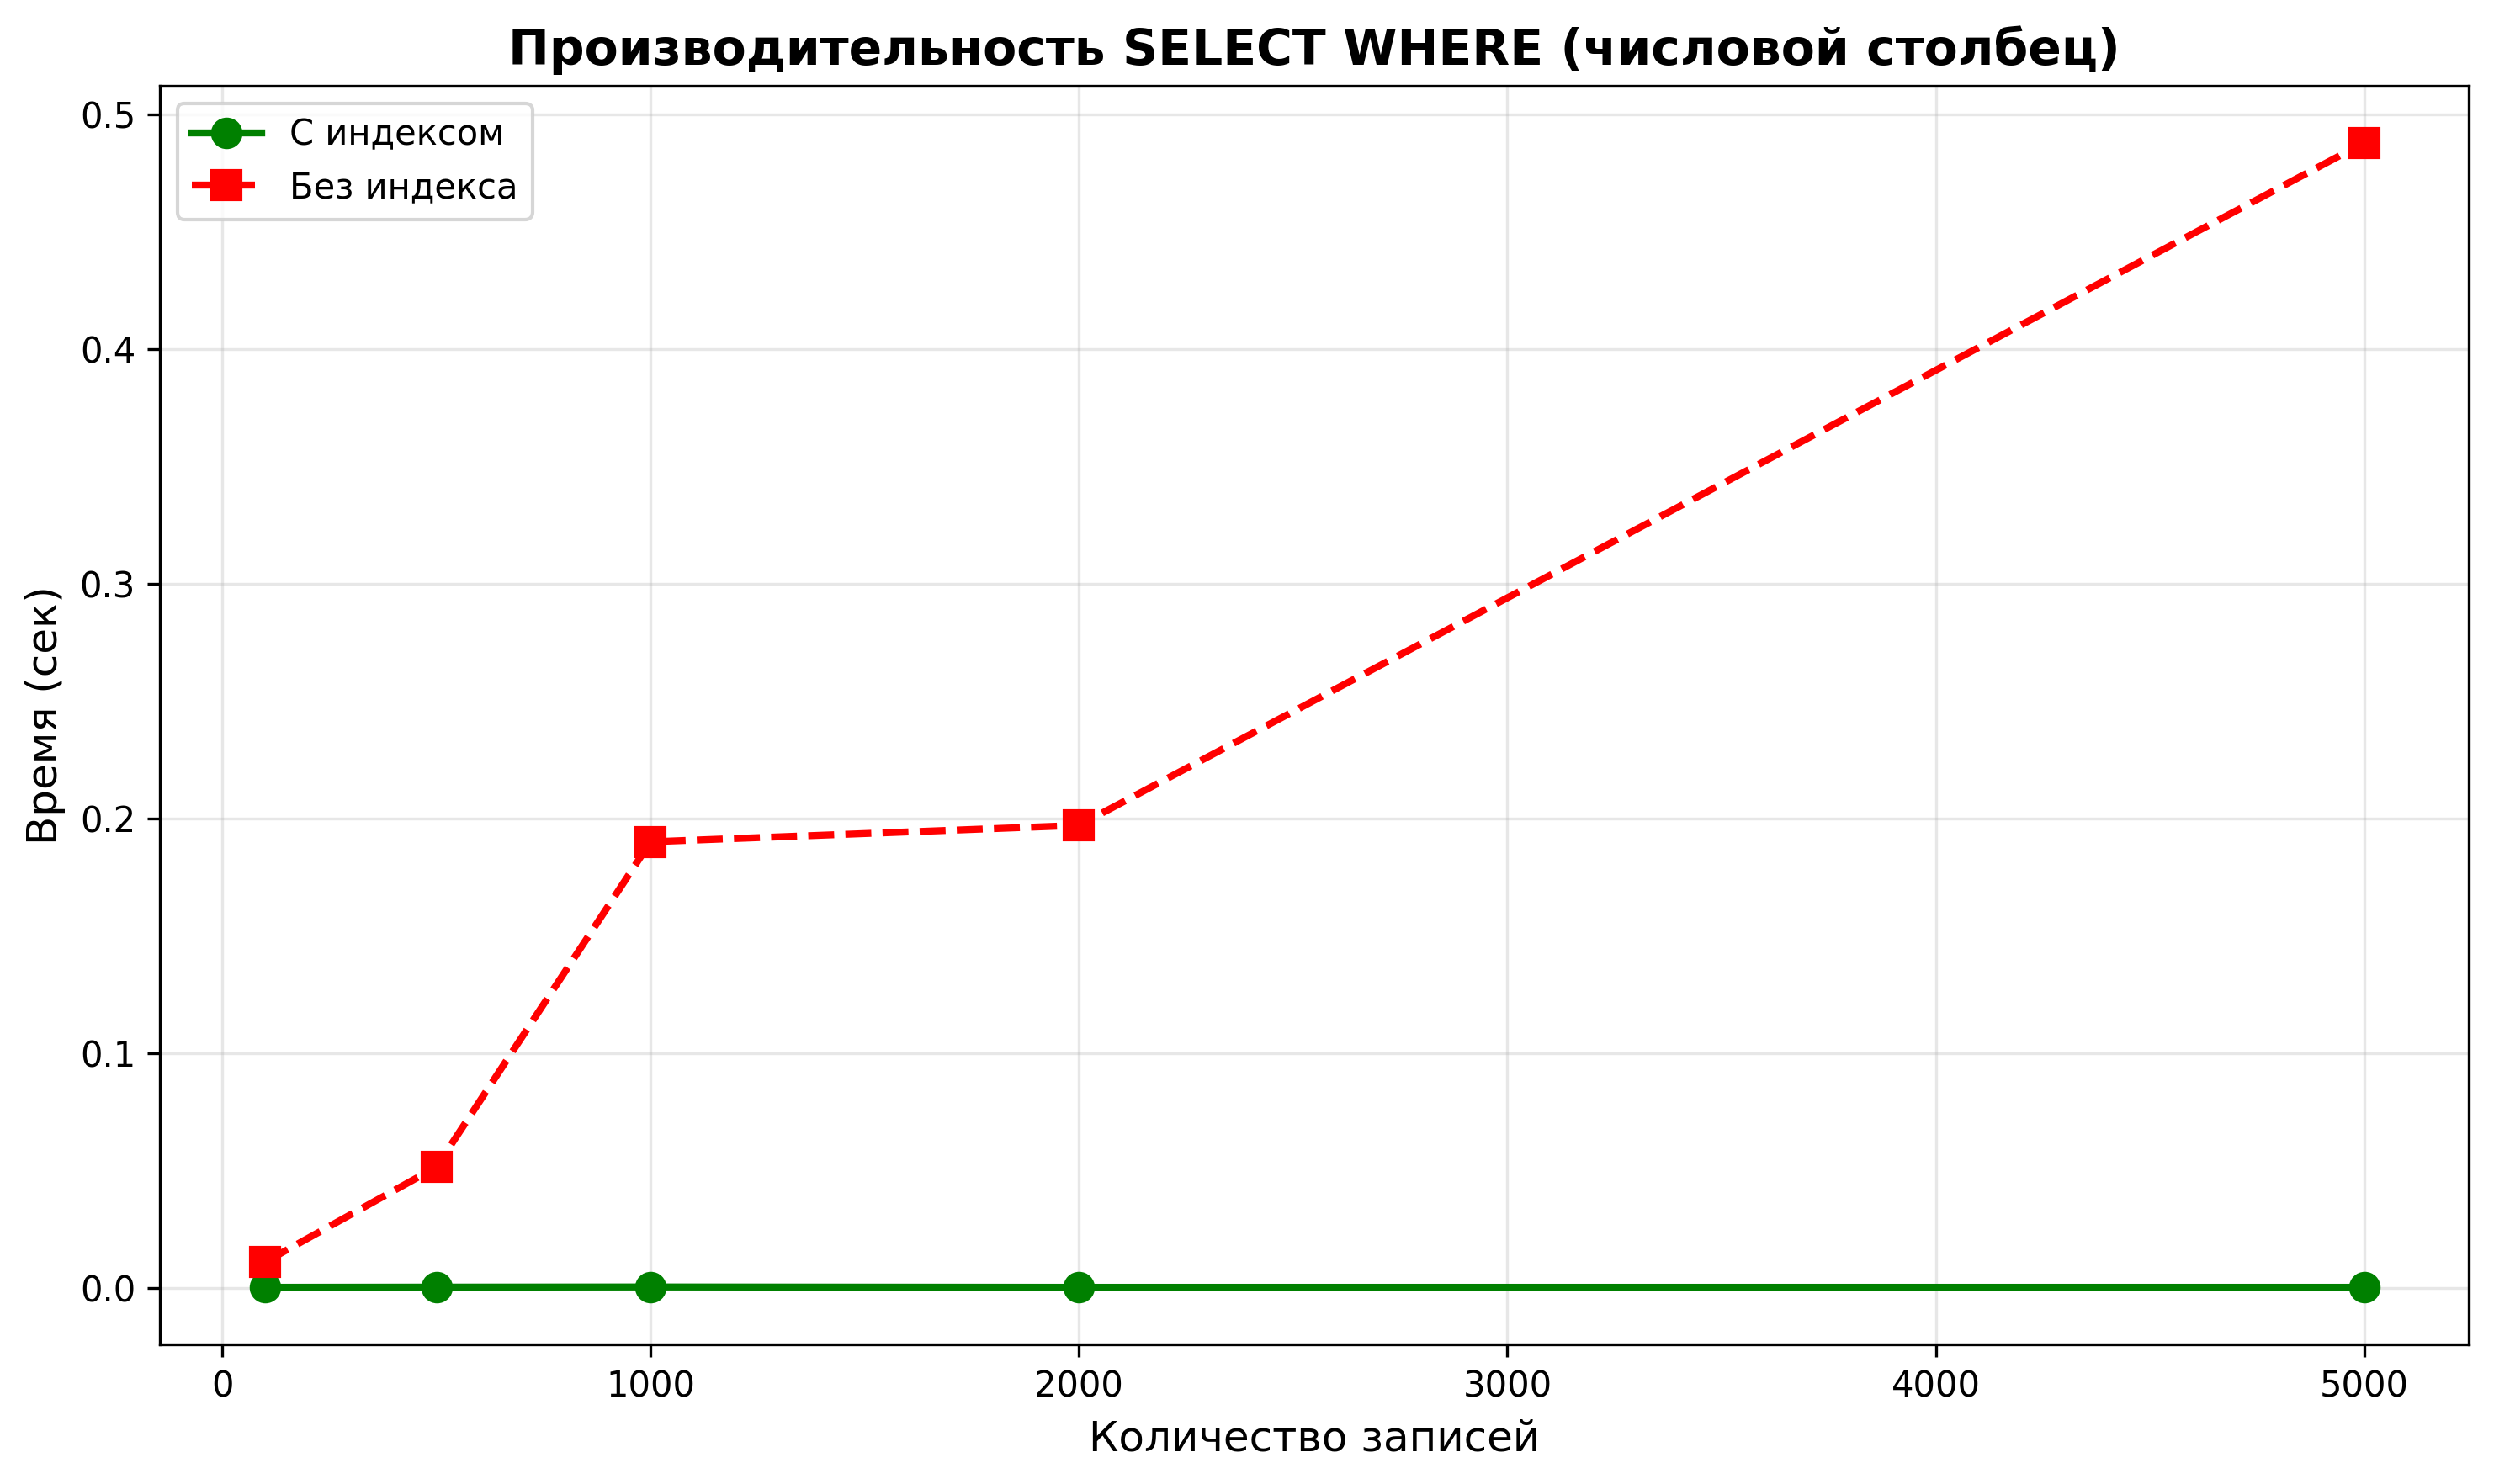 Производительность SELECT WHERE (числовой столбец)
С индексом
Без индекса
Время (сек)
0.5
0.4
0.3
0.2
0.1
0.0
0 1000 2000 3000 4000 5000
Количество записей